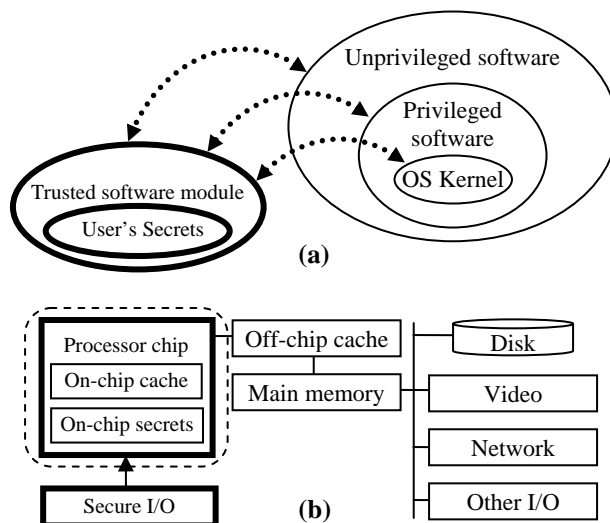 Unprivileged software
Privileged
software
OS Kernel
Trusted software module
User's Secrets
(a)
Processor chip
On-chip cache
On-chip secrets
Secure I/O
Off-chip cache
Main memory
Disk
Video
Network
Other I/O
(b)